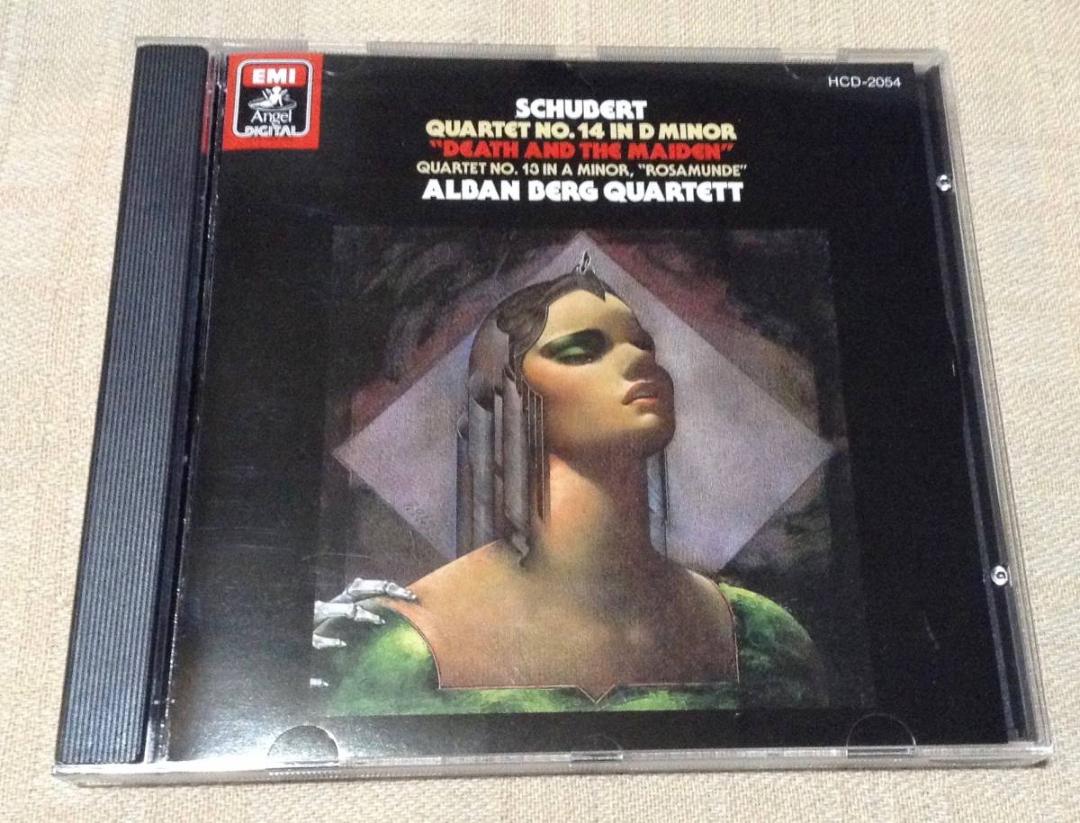 EMI
Angel
DIGITAL
HCD-2054
SCHUBERT
QUARTET NO. 14 IN D MINOR
"DEATH AND THE MAIDEN"
QUARTET NO. 13 IN A MINOR, "ROSAMUNDE"
ALBAN BERG QUARTETT